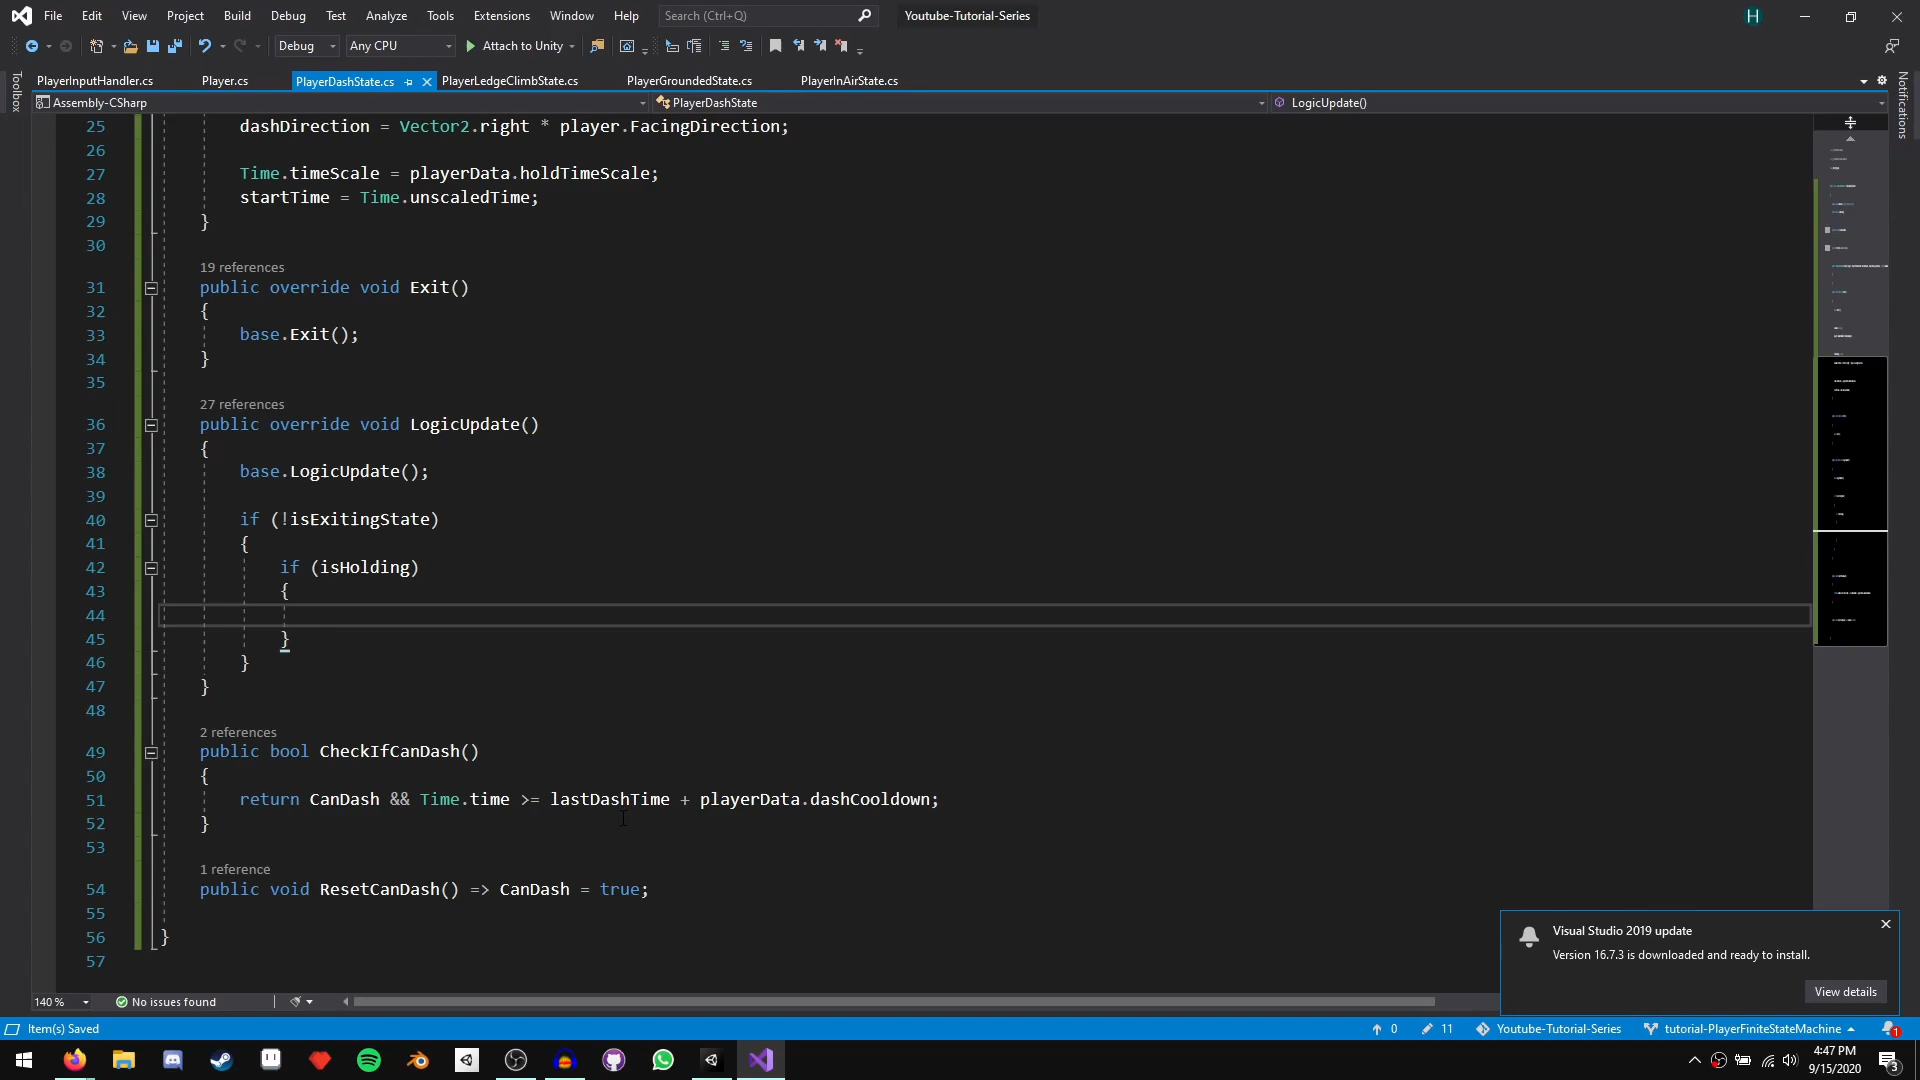 File Edit View Project Build Debug Test Analyze Tools Extensions Window Help Search (Ctrl+Q) Youtube-Tutorial-Series H
Debug Any CPU Attach to Unity
Toolbox
PlayerInputHandler.cs Player.cs PlayerDashState.cs PlayerLedgeClimbState.cs PlayerGroundedState.cs PlayerInAirState.cs
Notifications
Assembly-CSharp PlayerDashState LogicUpdate()
25 dashDirection = Vector2.right * player.FacingDirection;
26
27 Time.timeScale = playerData.holdTimeScale;
28 startTime = Time.unscaledTime;
29 }
30
19 references
31 public override void Exit()
32 {
33 base.Exit();
34 }
35
27 references
36 public override void LogicUpdate()
37 {
38 base.LogicUpdate();
39
40 if (!isExitingState)
41 {
42 if (isHolding)
43 {
44
45 }
46 }
47 }
48
2 references
49 public bool CheckIfCanDash()
50 {
51 return CanDash && Time.time >= lastDashTime + playerData.dashCooldown;
52 }
53
1 reference
54 public void ResetCanDash() => CanDash = true;
55
56 }
57
Visual Studio 2019 update
Version 16.7.3 is downloaded and ready to install.
View details
140 % No issues found
Item(s) Saved 0 11 Youtube-Tutorial-Series tutorial-PlayerFiniteStateMachine 1
4:47 PM
9/15/2020
3